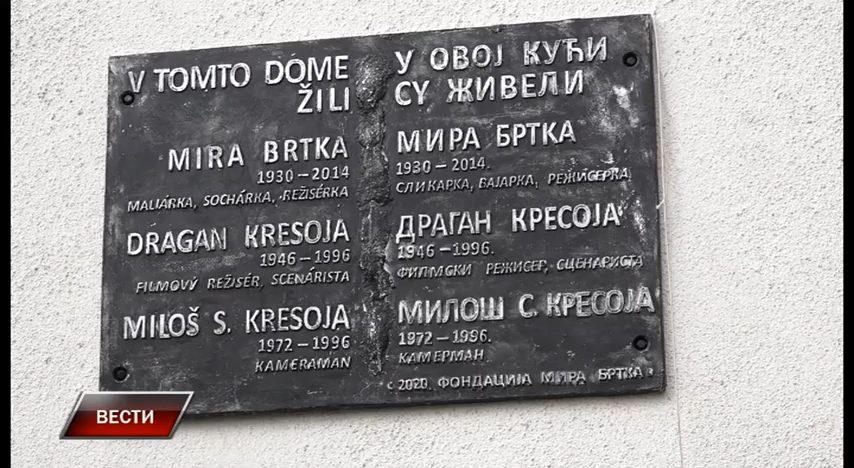 V TOMTO DOME
ŽILI
MIRA BRTKA
1930 – 2014
MALIARKA, SOCHÁRKA, REŽISÉRKA
DRAGAN KRESOJA
1946 – 1996
FILMOVÝ REŽISÉR, SCENÁRISTA
MILOŠ S. KRESOJA
1972 – 1996
KAMERAMAN
У ОВОЈ КУЋИ
СУ ЖИВЕЛИ
МИРА БРТКА
1930 – 2014.
СЛИКАРКА, ВАЈАРКА, РЕЖИСЕРКА
ДРАГАН КРЕСОЈА
1946 – 1996.
ФИЛМСКИ РЕЖИСЕР, СЦЕНАРИСТА
МИЛОШ С. КРЕСОЈА
1972 – 1996.
КАМЕРМАН
с 2020. ФОНДАЦИЈА МИРА БРТКА
ВЕСТИ